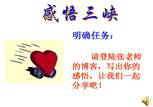 感悟三峡
明确任务：
请登陆张老师
的博客，写出你的
感悟，让我们一起
分享吧！